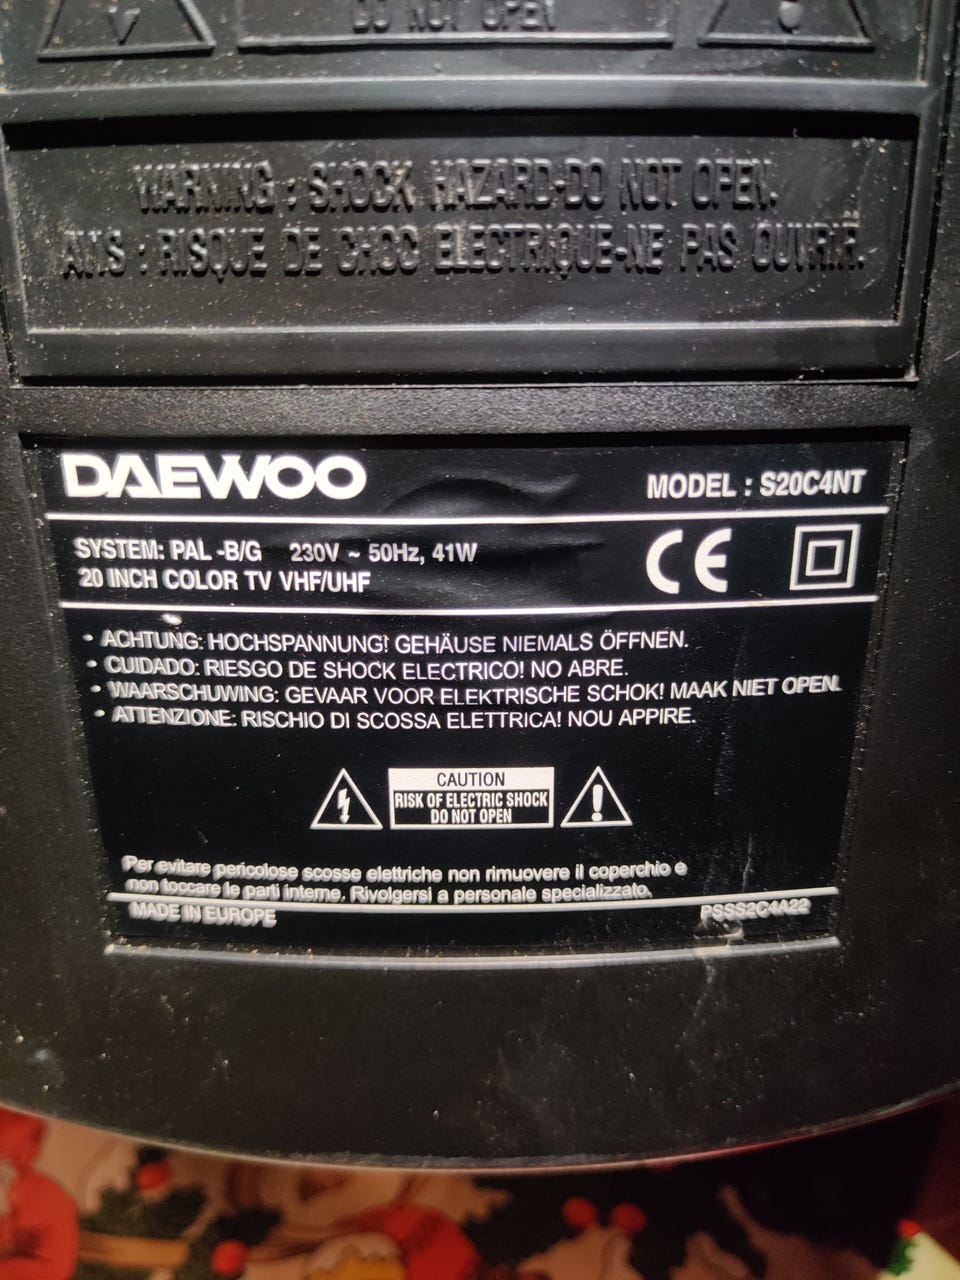 DO NOT OPEN
WARNING : SHOCK HAZARD-DO NOT OPEN.
AVIS : RISQUE DE CHOC ELECTRIQUE-NE PAS OUVRIR.
DAEWOO
MODEL : S20C4NT
SYSTEM: PAL -B/G 230V ~ 50Hz, 41W
20 INCH COLOR TV VHF/UHF
CE
• ACHTUNG: HOCHSPANNUNG! GEHÄUSE NIEMALS ÖFFNEN.
• CUIDADO: RIESGO DE SHOCK ELECTRICO! NO ABRE.
• WAARSCHUWING: GEVAAR VOOR ELEKTRISCHE SCHOK! MAAK NIET OPEN.
• ATTENZIONE: RISCHIO DI SCOSSA ELETTRICA! NOU APPIRE.
CAUTION
RISK OF ELECTRIC SHOCK
DO NOT OPEN
Per evitare pericolose scosse elettriche non rimuovere il coperchio e
non toccare le parti interne, Rivolgersi a personale specializzato.
MADE IN EUROPE
PSSS2C4A22